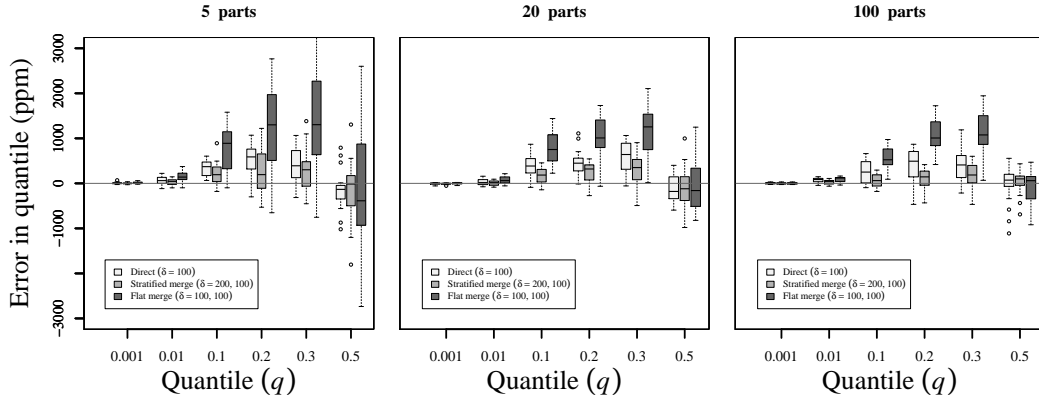 5 parts
20 parts
100 parts
Error in quantile (ppm)
3000
2000
1000
0
−1000
−3000
Direct (δ = 100)
Stratified merge (δ = 200, 100)
Flat merge (δ = 100, 100)
Direct (δ = 100)
Stratified merge (δ = 200, 100)
Flat merge (δ = 100, 100)
Direct (δ = 100)
Stratified merge (δ = 200, 100)
Flat merge (δ = 100, 100)
0.001 0.01 0.1 0.2 0.3 0.5
0.001 0.01 0.1 0.2 0.3 0.5
0.001 0.01 0.1 0.2 0.3 0.5
Quantile (q)
Quantile (q)
Quantile (q)